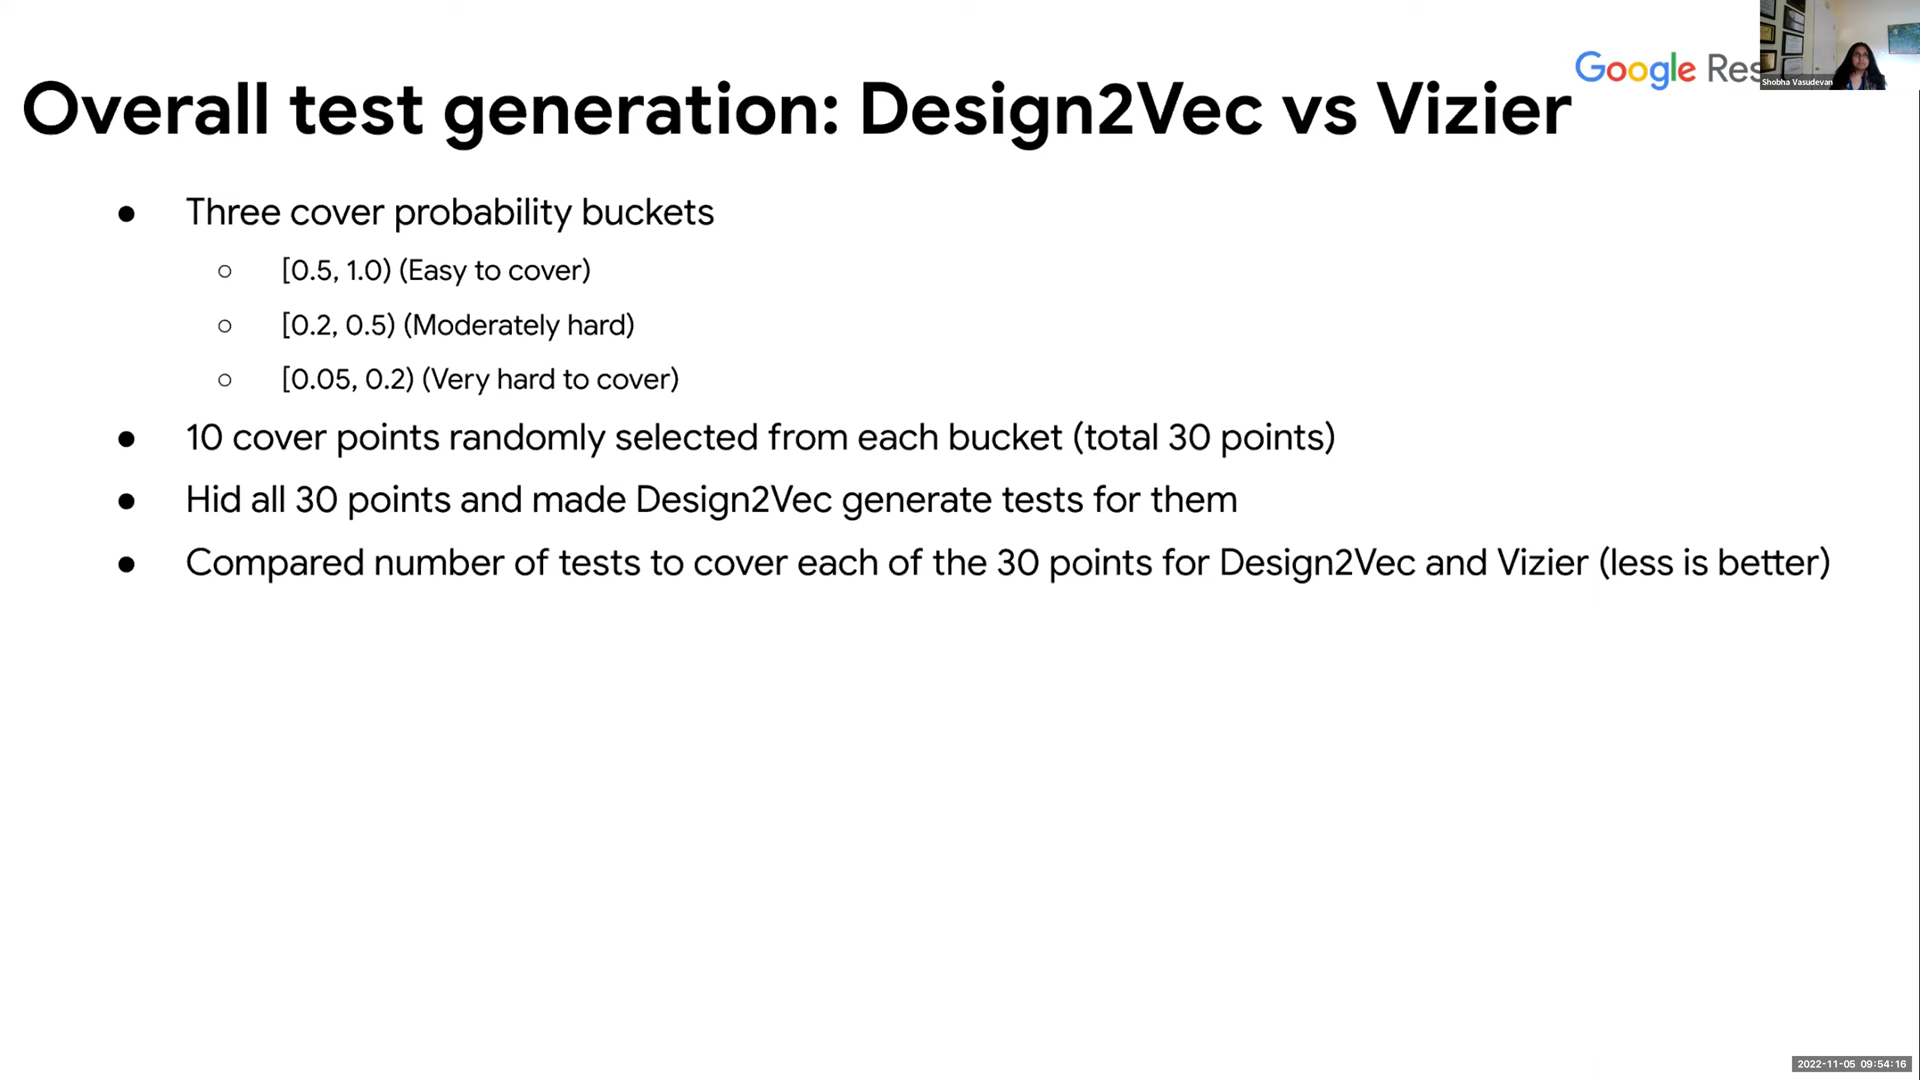 Google Res
Shobha Vasudevan
Overall test generation: Design2Vec vs Vizier
● Three cover probability buckets
○ [0.5, 1.0) (Easy to cover)
○ [0.2, 0.5) (Moderately hard)
○ [0.05, 0.2) (Very hard to cover)
● 10 cover points randomly selected from each bucket (total 30 points)
● Hid all 30 points and made Design2Vec generate tests for them
● Compared number of tests to cover each of the 30 points for Design2Vec and Vizier (less is better)
2022-11-05 09:54:16